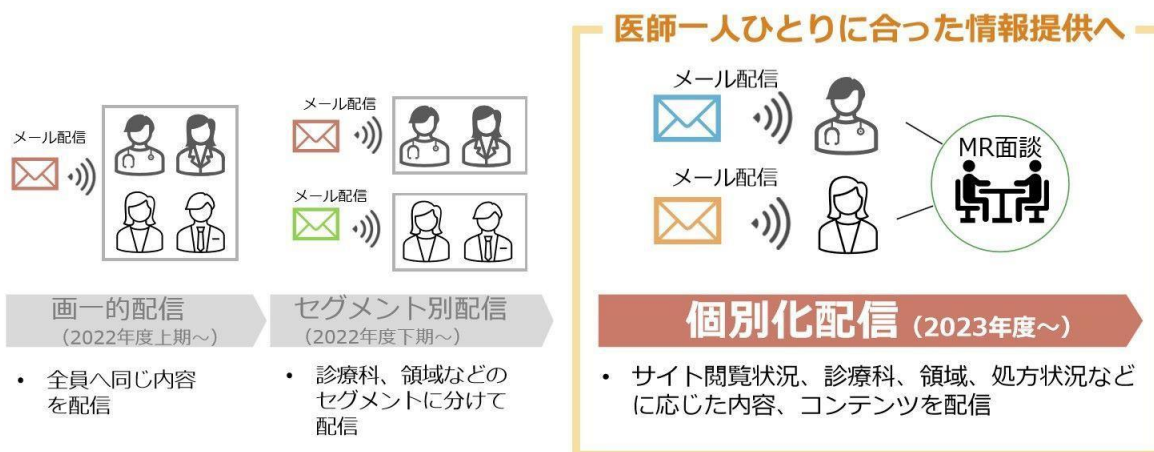 医師一人ひとりに合った情報提供へ
メール配信
メール配信
メール配信
メール配信
メール配信
MR面談
画一的配信
（2022年度上期～）
セグメント別配信
（2022年度下期～）
個別化配信（2023年度～）
• 全員へ同じ内容
を配信
• 診療科、領域などの
セグメントに分けて
配信
• サイト閲覧状況、診療科、領域、処方状況など
に応じた内容、コンテンツを配信